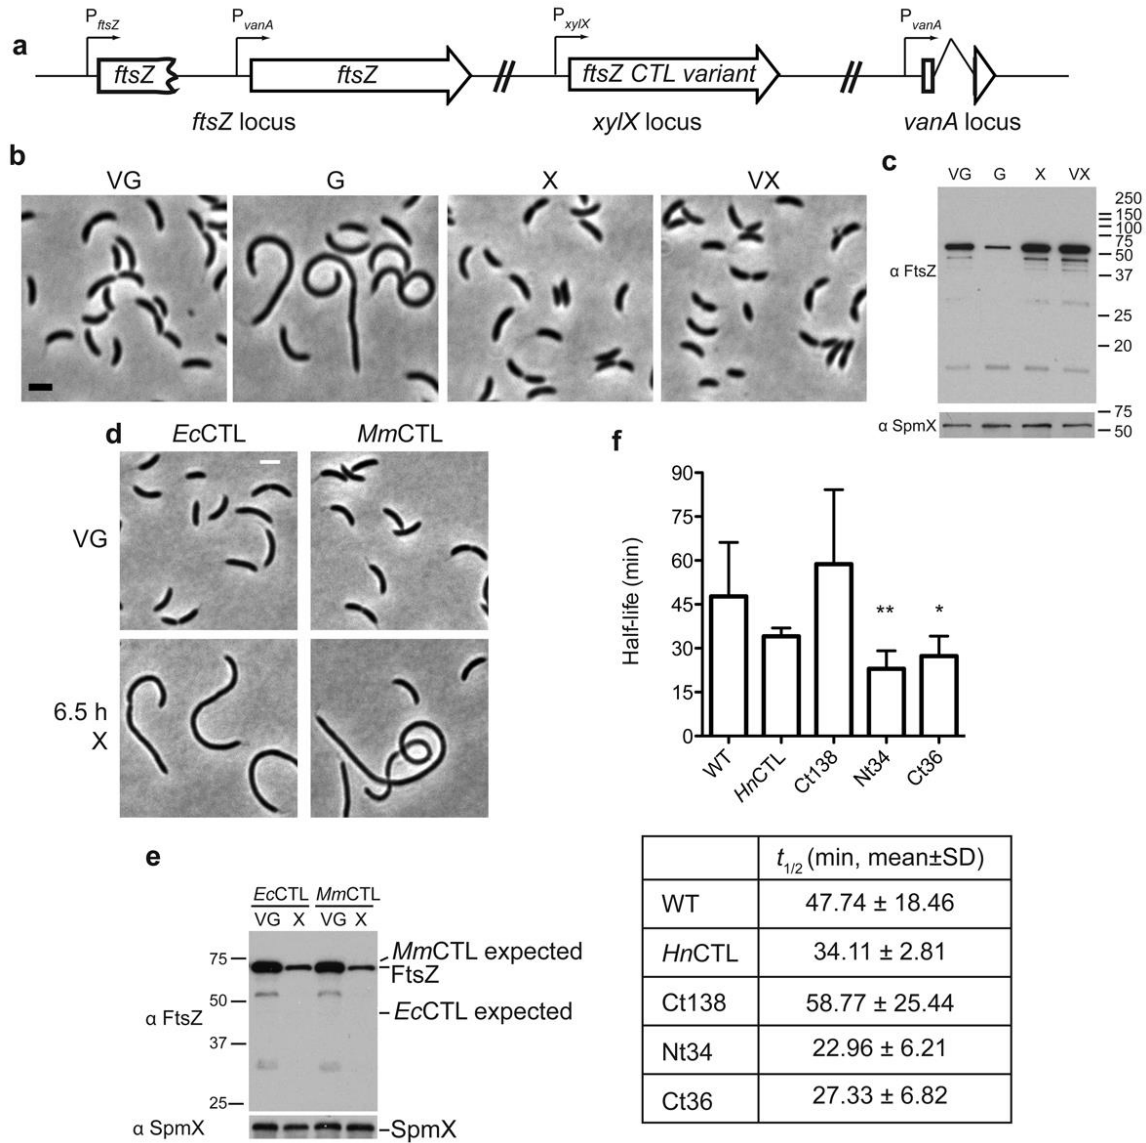 a
P ftsZ
P vanA
P xylX
P vanA
ftsZ
ftsZ
ftsZ CTL variant
ftsZ locus
xylX locus
vanA locus
b
VG
G
X
VX
c
VG G X VX
α FtsZ
250
150
100
75
50
37
25
20
α SpmX
75
50
d
EcCTL
MmCTL
VG
6.5 h
X
e
EcCTL MmCTL
VG X VG X
75
50
37
25
α FtsZ
MmCTL expected
FtsZ
EcCTL expected
α SpmX
SpmX
f
Half-life (min)
90
75
60
45
30
15
0
**
*
WT
HnCTL
Ct138
Nt34
Ct36
t1/2 (min, mean±SD)
WT 47.74 ± 18.46
HnCTL 34.11 ± 2.81
Ct138 58.77 ± 25.44
Nt34 22.96 ± 6.21
Ct36 27.33 ± 6.82